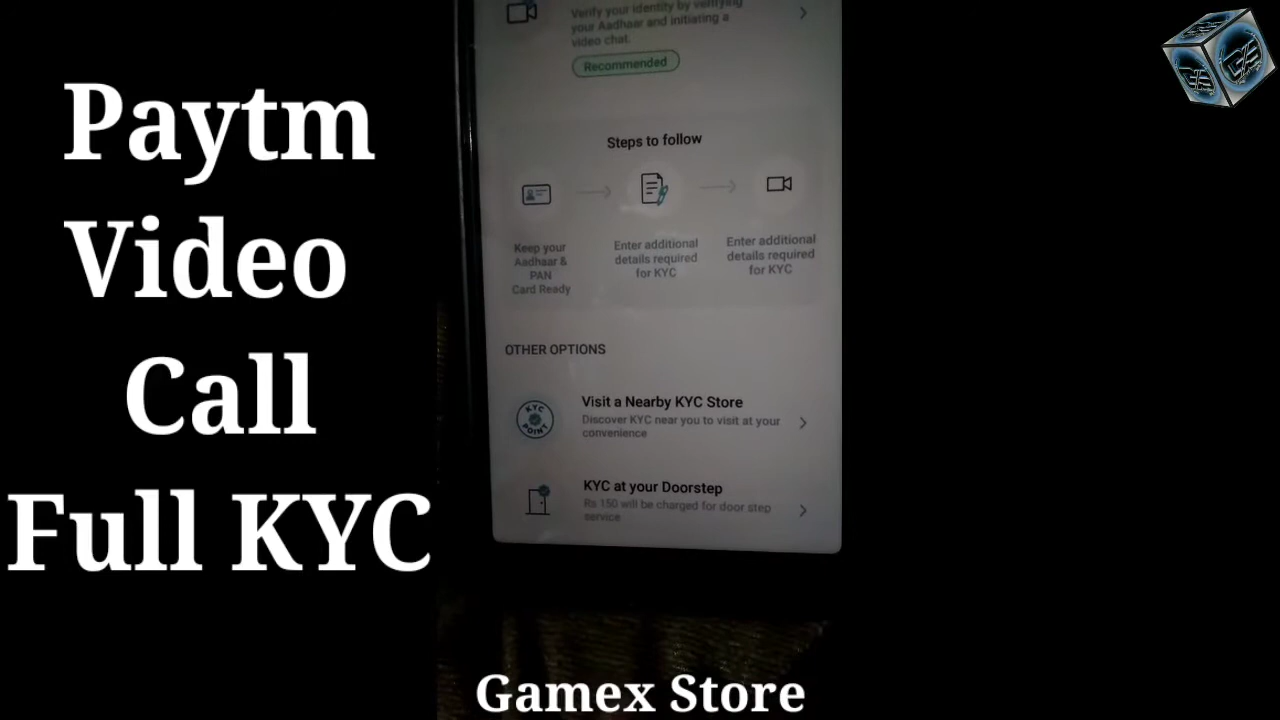 Paytm
Video
Call
Full KYC
Verify your identity by verifying
your Aadhaar and initiating a
video chat.
Recommended
Steps to follow
Keep your
Aadhaar &
PAN
Card Ready
Enter additional
details required
for KYC
Enter additional
details required
for KYC
OTHER OPTIONS
KYC
POINT
Visit a Nearby KYC Store
Discover KYC near you to visit at your
convenience
KYC at your Doorstep
Rs 150 will be charged for door step
service
Gamex Store